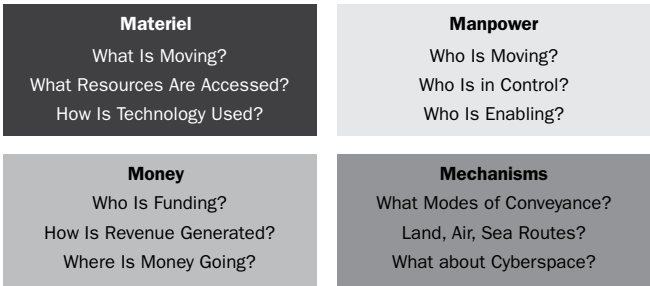 Materiel
What Is Moving?
What Resources Are Accessed?
How Is Technology Used?
Manpower
Who Is Moving?
Who Is in Control?
Who Is Enabling?
Money
Who Is Funding?
How Is Revenue Generated?
Where Is Money Going?
Mechanisms
What Modes of Conveyance?
Land, Air, Sea Routes?
What about Cyberspace?